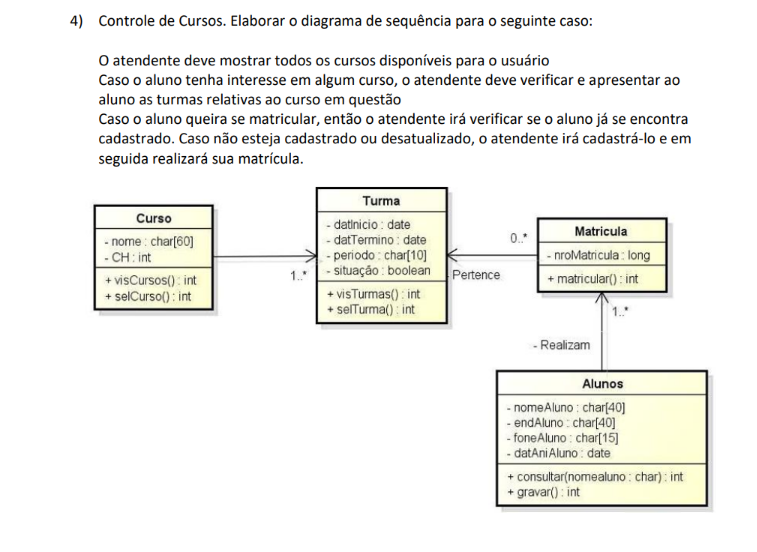 4) Controle de Cursos. Elaborar o diagrama de sequência para o seguinte caso:
O atendente deve mostrar todos os cursos disponíveis para o usuário
Caso o aluno tenha interesse em algum curso, o atendente deve verificar e apresentar ao
aluno as turmas relativas ao curso em questão
Caso o aluno queira se matricular, então o atendente irá verificar se o aluno já se encontra
cadastrado. Caso não esteja cadastrado ou desatualizado, o atendente irá cadastrá-lo e em
seguida realizará sua matrícula.
Curso
- nome : char[60]
- CH : int
+ visCursos() : int
+ selCurso() : int
1..*
Turma
- datInicio : date
- datTermino : date
- periodo : char[10]
- situação : boolean
+ visTurmas() : int
+ selTurma() : int
0..*
Pertence
Matricula
- nroMatricula : long
+ matricular() : int
1..*
- Realizam
Alunos
- nomeAluno : char[40]
- endAluno : char[40]
- foneAluno : char[15]
- datAniAluno : date
+ consultar(nomealuno : char) : int
+ gravar() : int